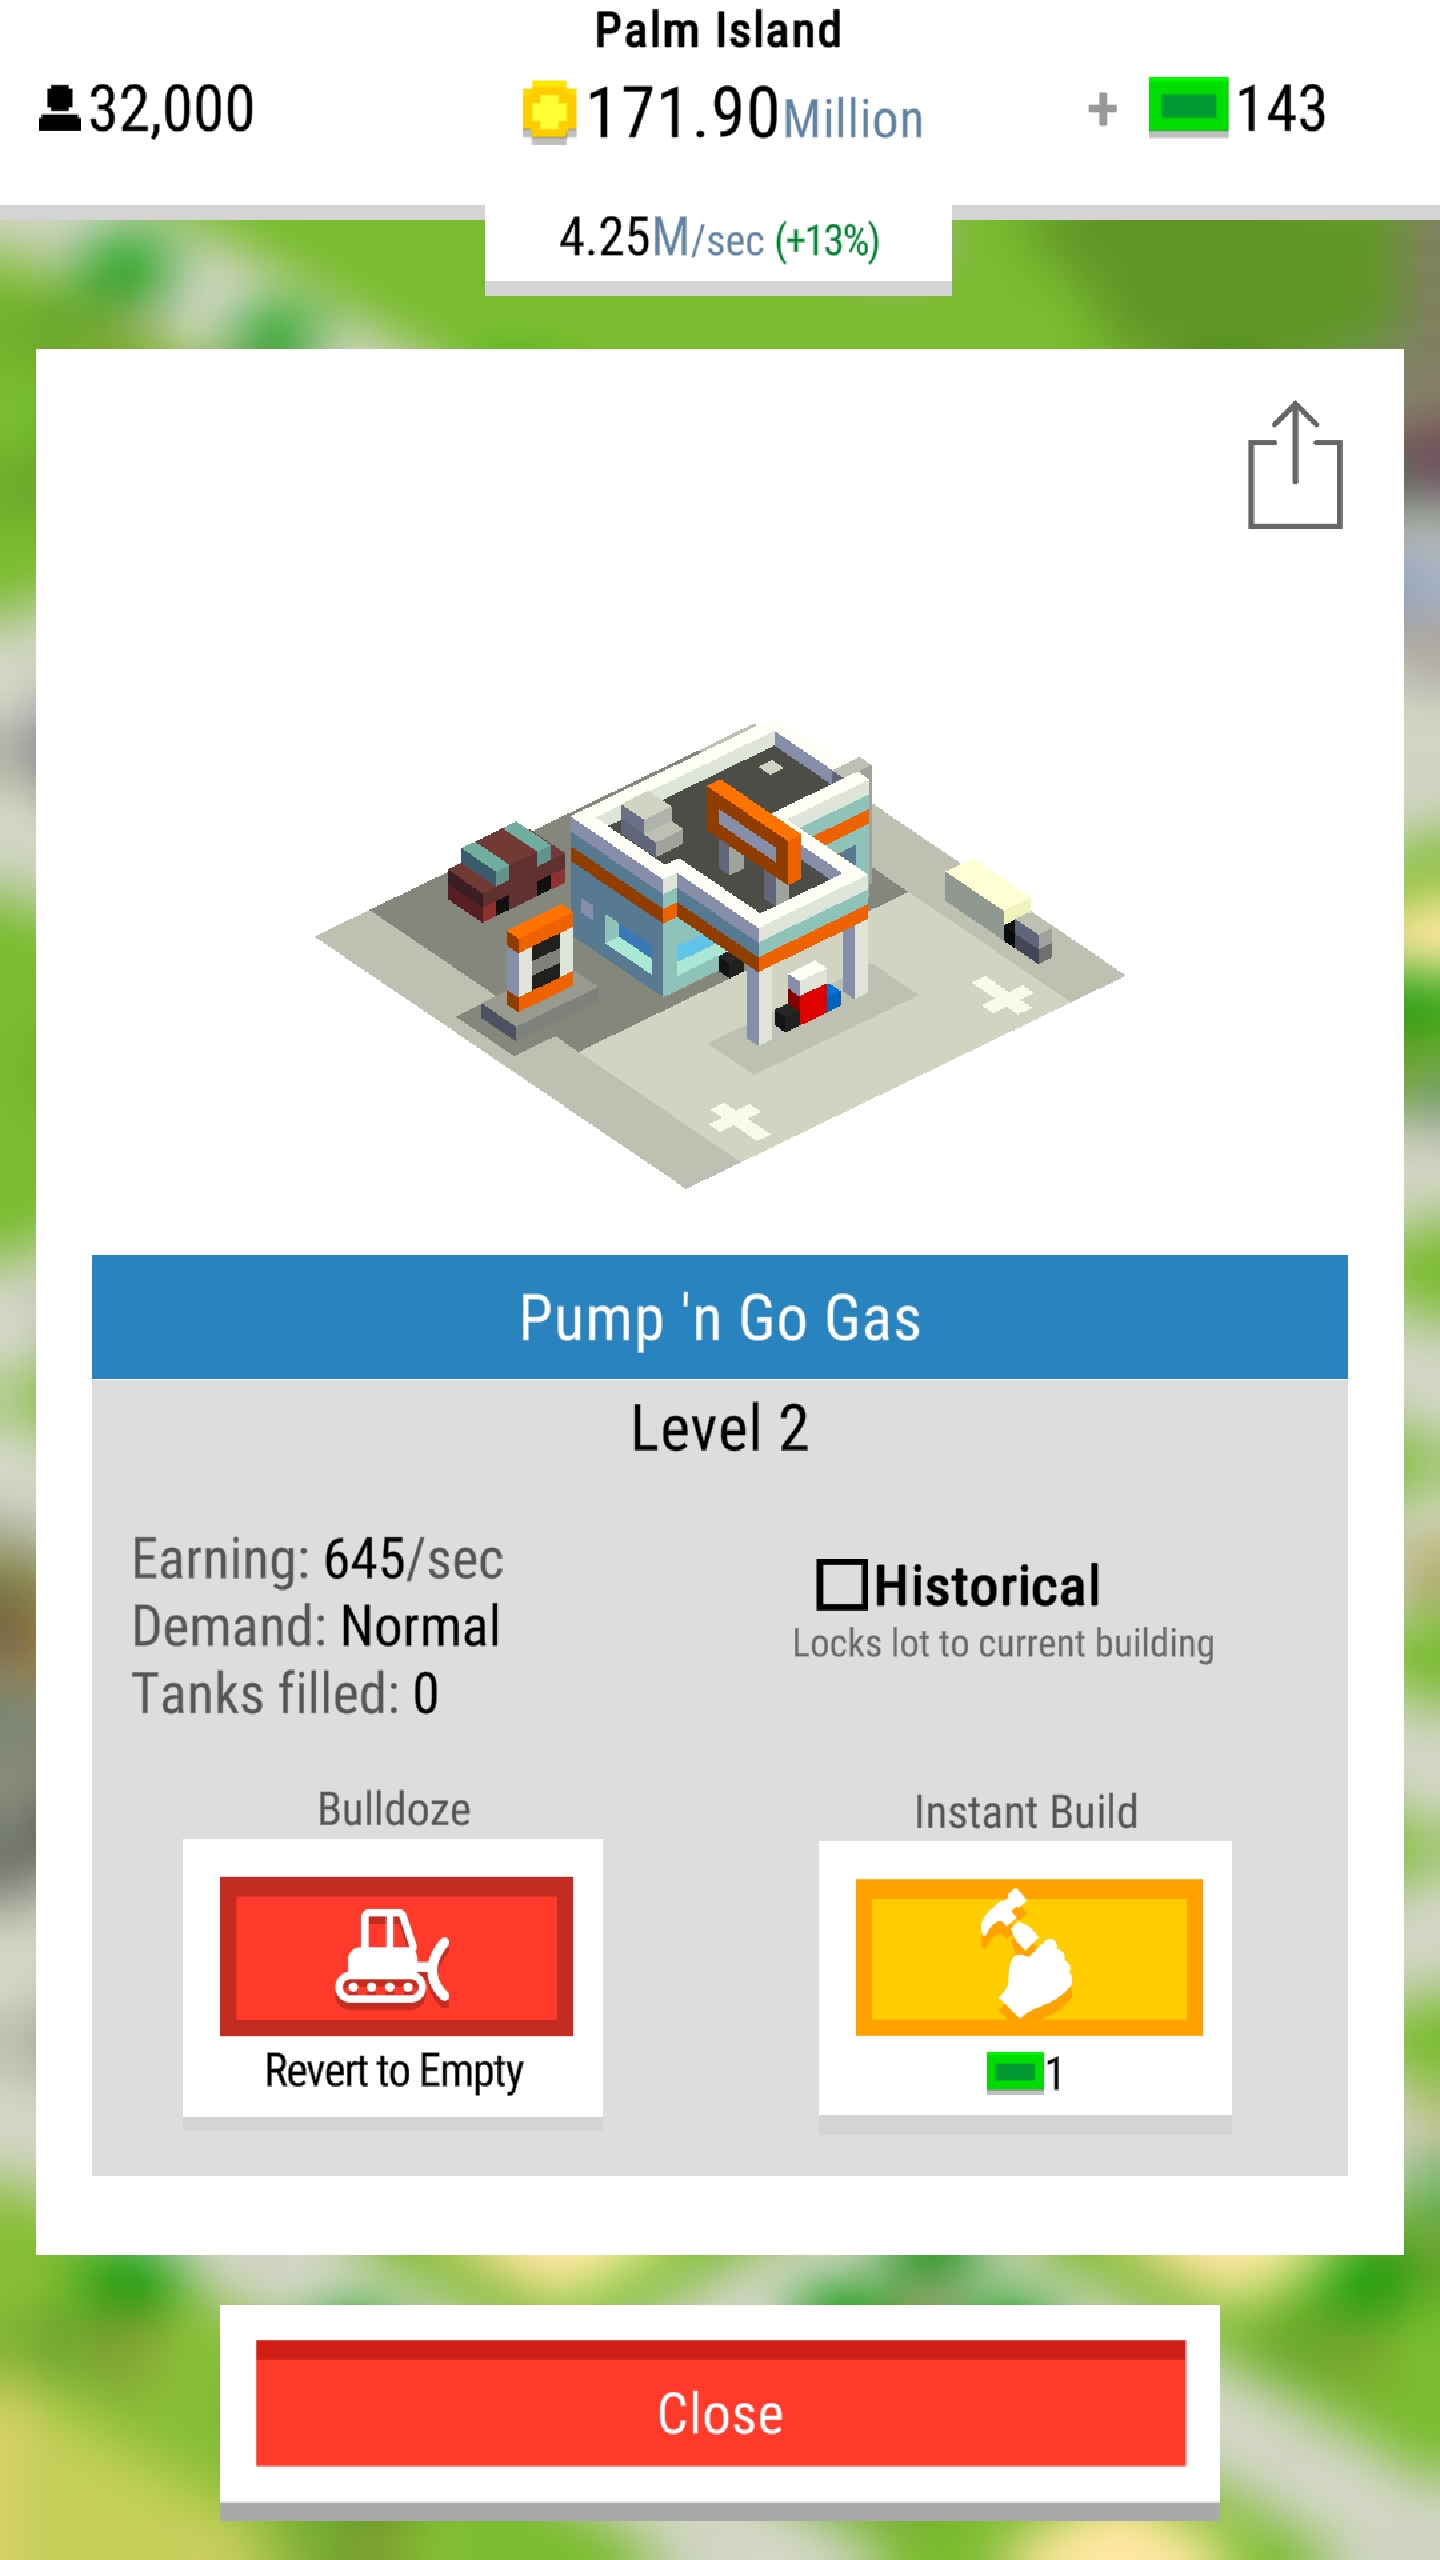 Palm Island
32,000
171.90Million
+ 143
4.25M/sec (+13%)
Pump 'n Go Gas
Level 2
Earning: 645/sec
Demand: Normal
Tanks filled: 0
Historical
Locks lot to current building
Bulldoze
Revert to Empty
Instant Build
1
Close